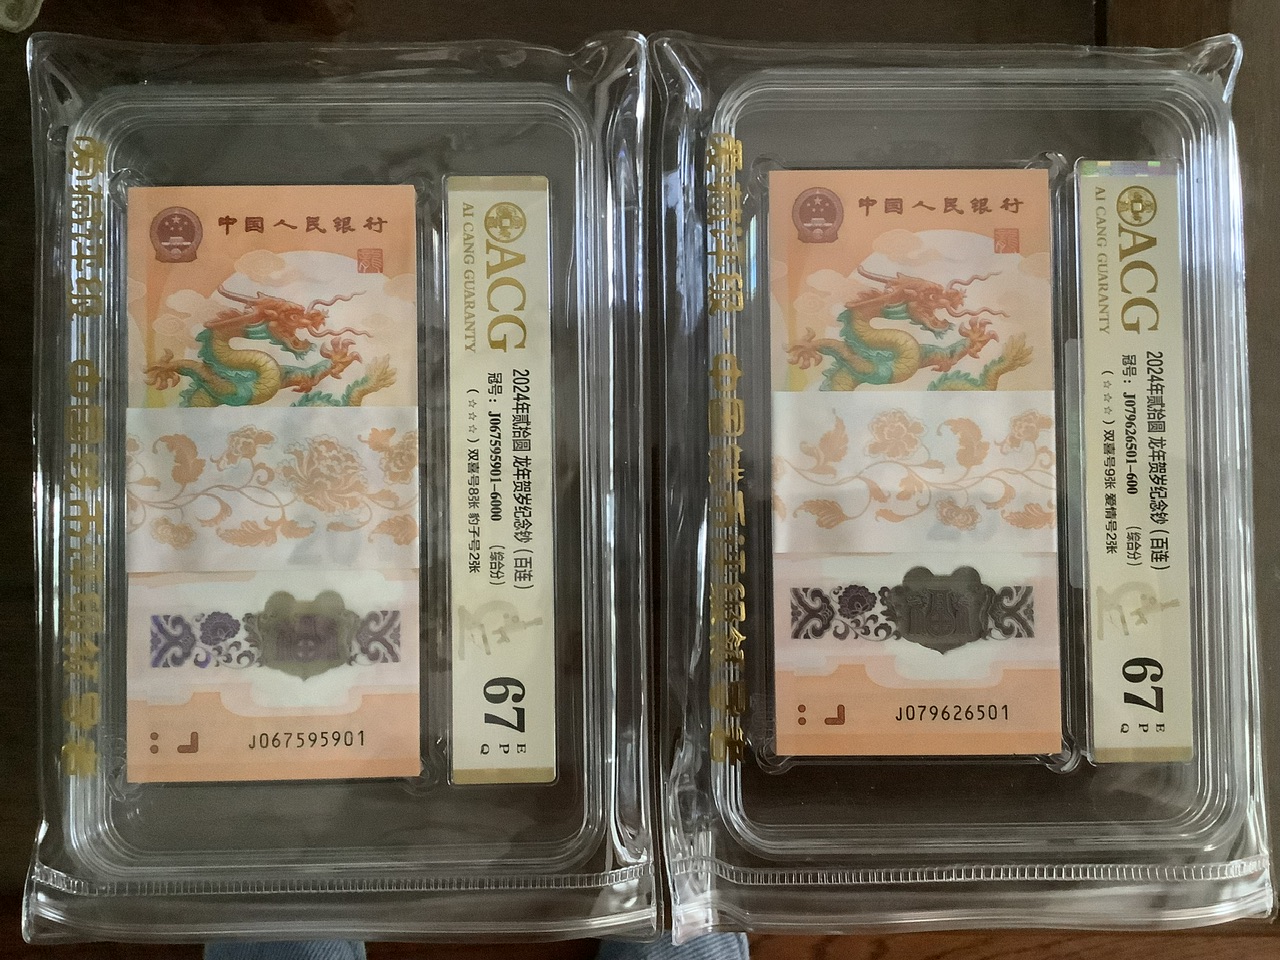 中国人民银行
J067595901
ACG
AI CANG GUARANTY
2024年贰拾圆 龙年贺岁纪念钞（百连）
冠号：J067595901-6000 （综合分）
（☆☆☆）双喜号8张 豹子号2张
67
E
P
Q
中国人民银行
J079626501
ACG
AI CANG GUARANTY
2024年贰拾圆 龙年贺岁纪念钞（百连）
冠号：J079626501-600 （综合分）
（☆☆☆）双喜号9张 爱情号2张
67
E
P
Q